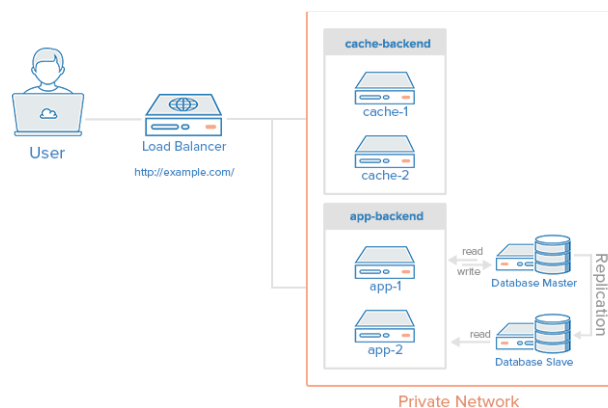 cache-backend
cache-1
cache-2
User
Load Balancer
http://example.com/
app-backend
app-1
app-2
read
write
Database Master
Replication
read
Database Slave
Private Network